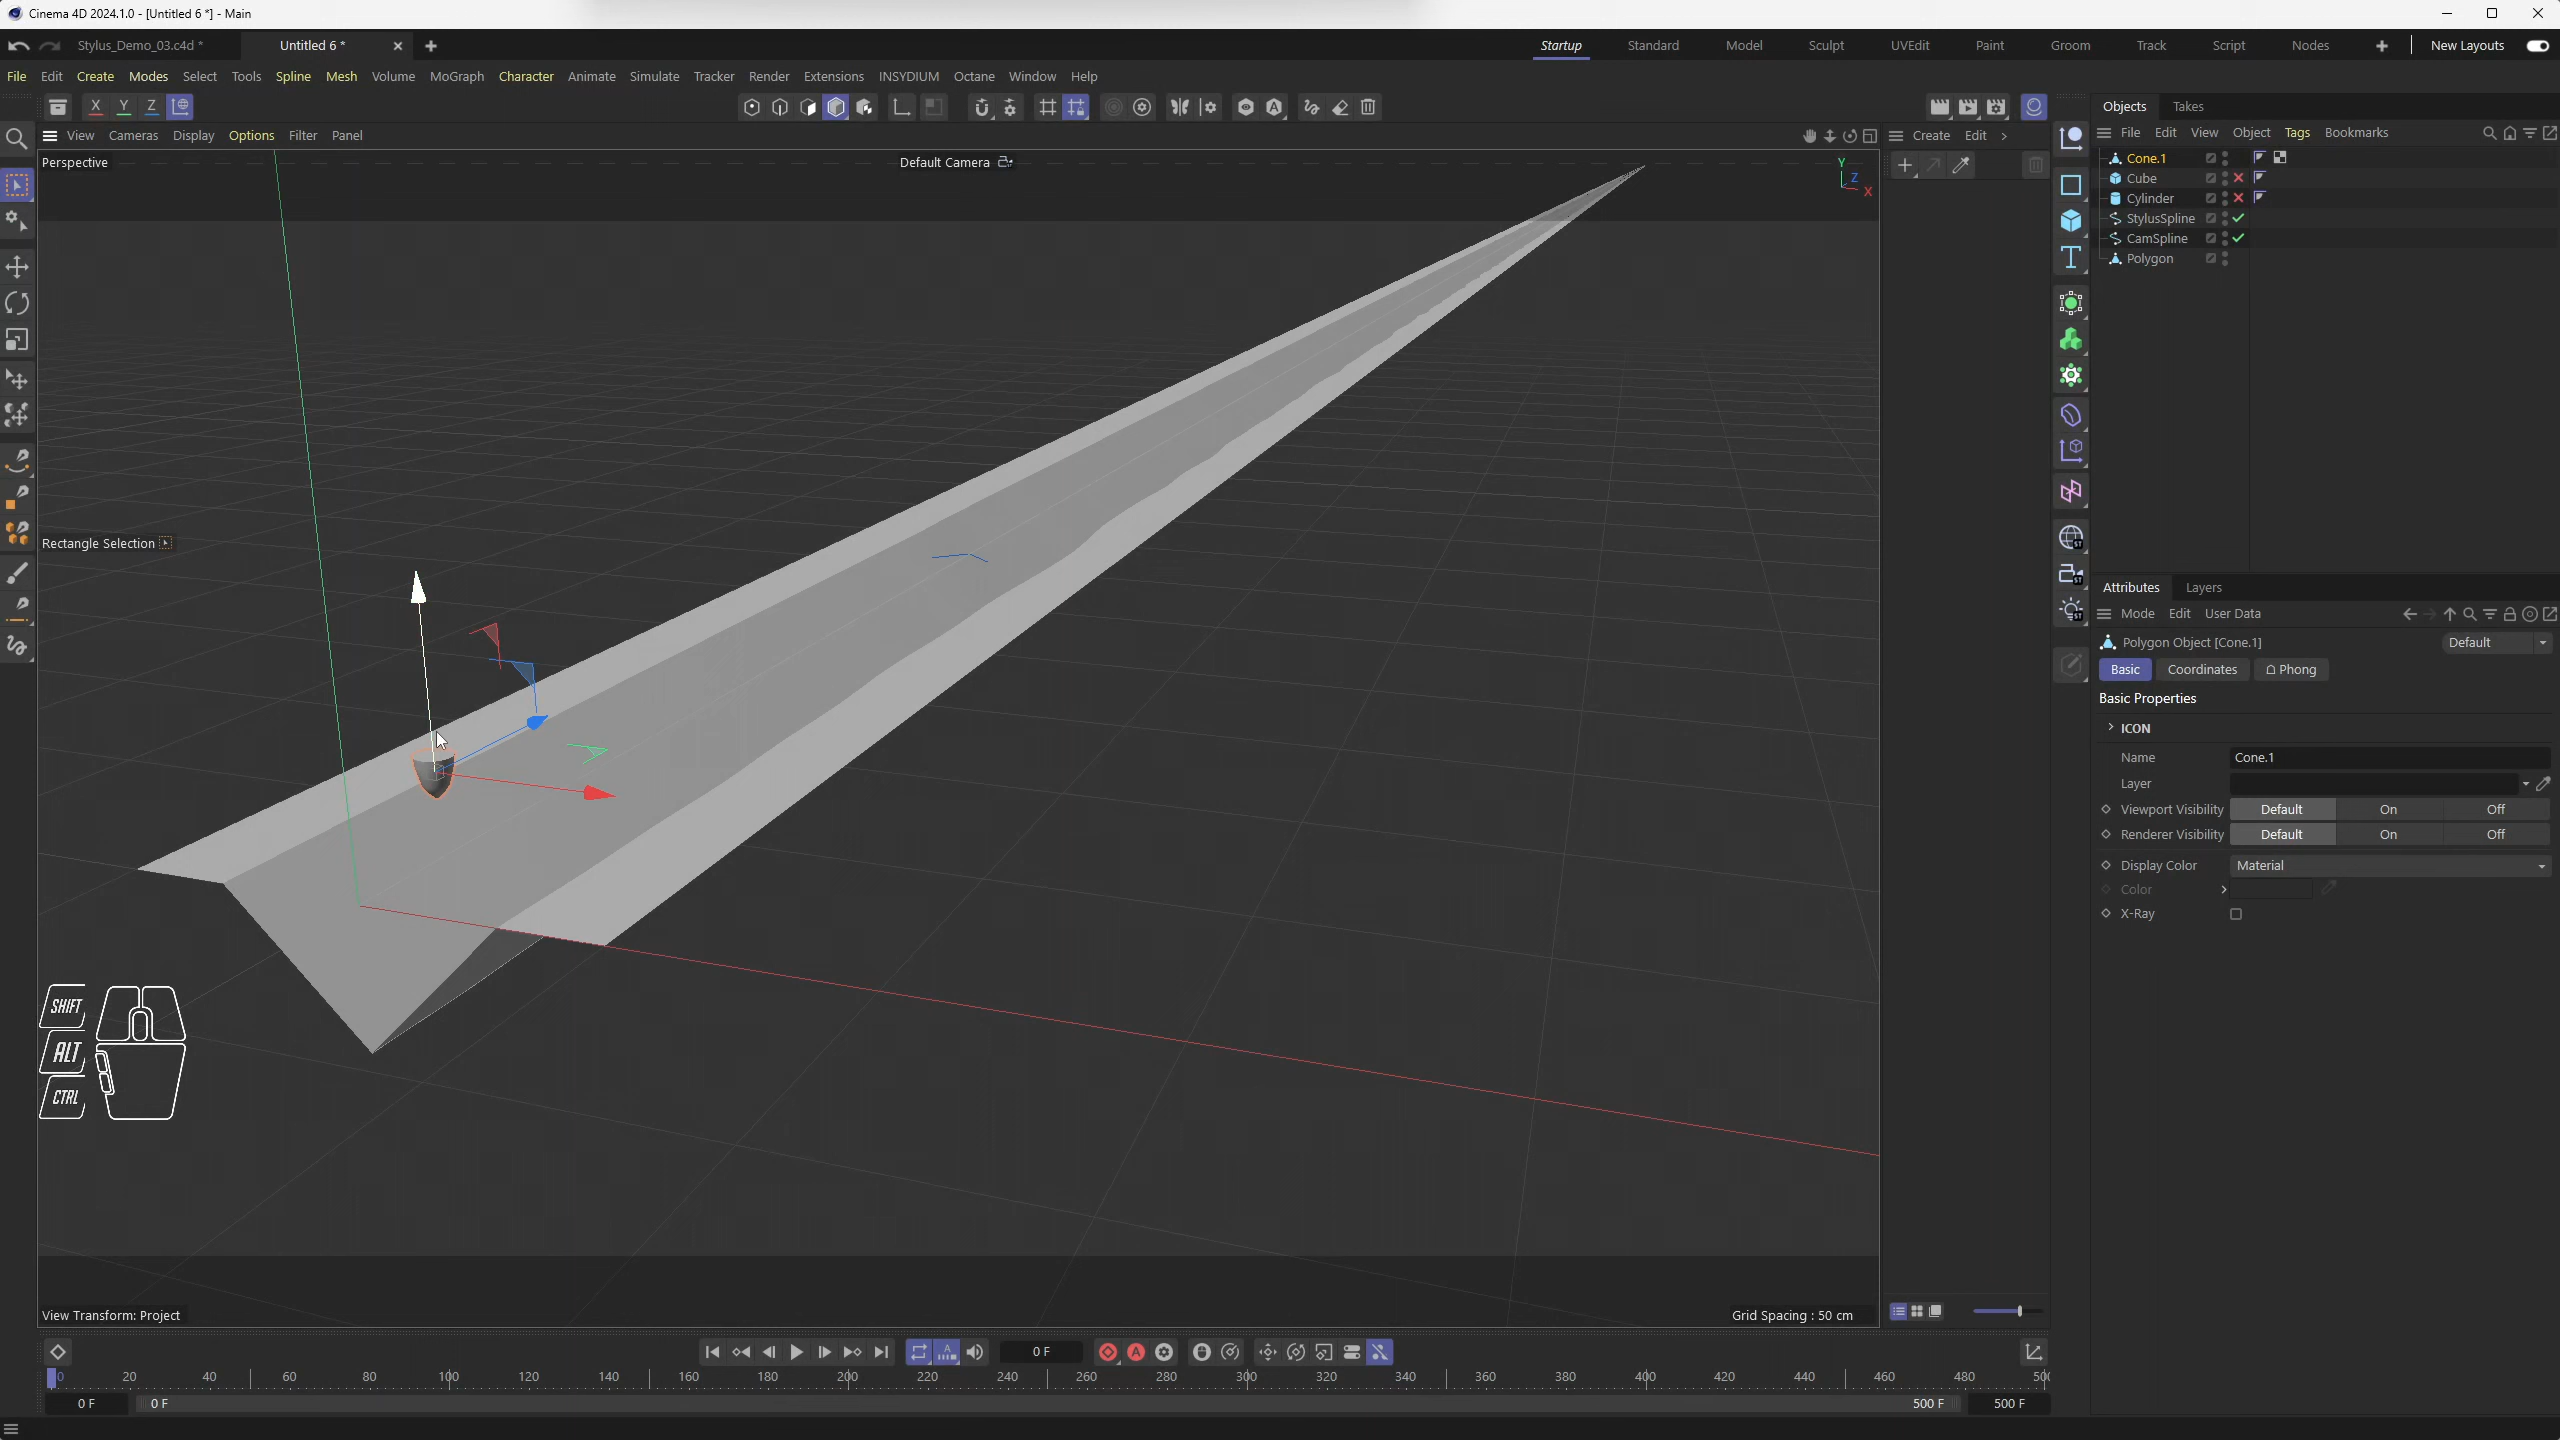 Cinema 4D 2024.1.0 - [Untitled 6 *] - Main
Stylus_Demo_03.c4d *
Untitled 6 *
Startup Standard Model Sculpt UVEdit Paint Groom Track Script Nodes New Layouts
File Edit Create Modes Select Tools Spline Mesh Volume MoGraph Character Animate Simulate Tracker Render Extensions INSYDIUM Octane Window Help
X Y Z
Objects Takes
View Cameras Display Options Filter Panel
Create Edit
File Edit View Object Tags Bookmarks
Perspective
Default Camera
Y
Z
X
Cone.1
Cube
Cylinder
StylusSpline
CamSpline
Polygon
Rectangle Selection
Attributes Layers
Mode Edit User Data
Polygon Object [Cone.1]
Default
Basic Coordinates Phong
Basic Properties
ICON
Name Cone.1
Layer
Viewport Visibility Default On Off
Renderer Visibility Default On Off
Display Color Material
Color
X-Ray
SHIFT
ALT
CTRL
View Transform: Project
Grid Spacing : 50 cm
0 F
0 20 40 60 80 100 120 140 160 180 200 220 240 260 280 300 320 340 360 380 400 420 440 460 480 50
0 F 0 F 500 F 500 F